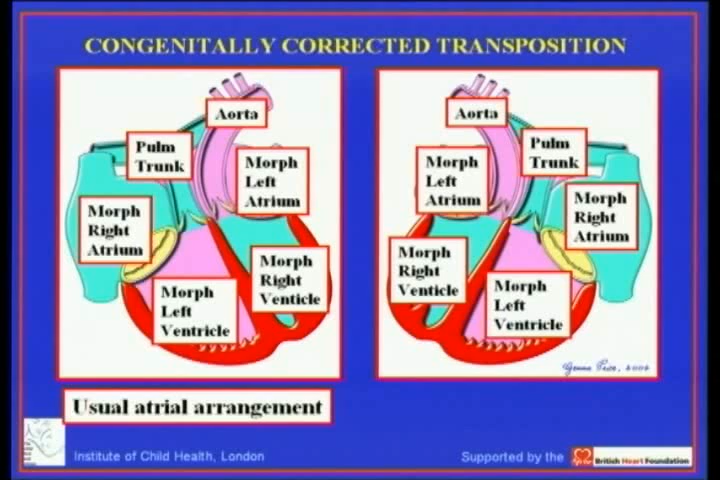 CONGENITALLY CORRECTED TRANSPOSITION
Aorta
Pulm
Trunk
Morph
Left
Atrium
Morph
Right
Atrium
Morph
Right
Venticle
Morph
Left
Ventricle
Usual atrial arrangement
Aorta
Pulm
Trunk
Morph
Left
Atrium
Morph
Right
Atrium
Morph
Right
Venticle
Morph
Left
Ventricle
Institute of Child Health, London
Supported by the
British Heart Foundation